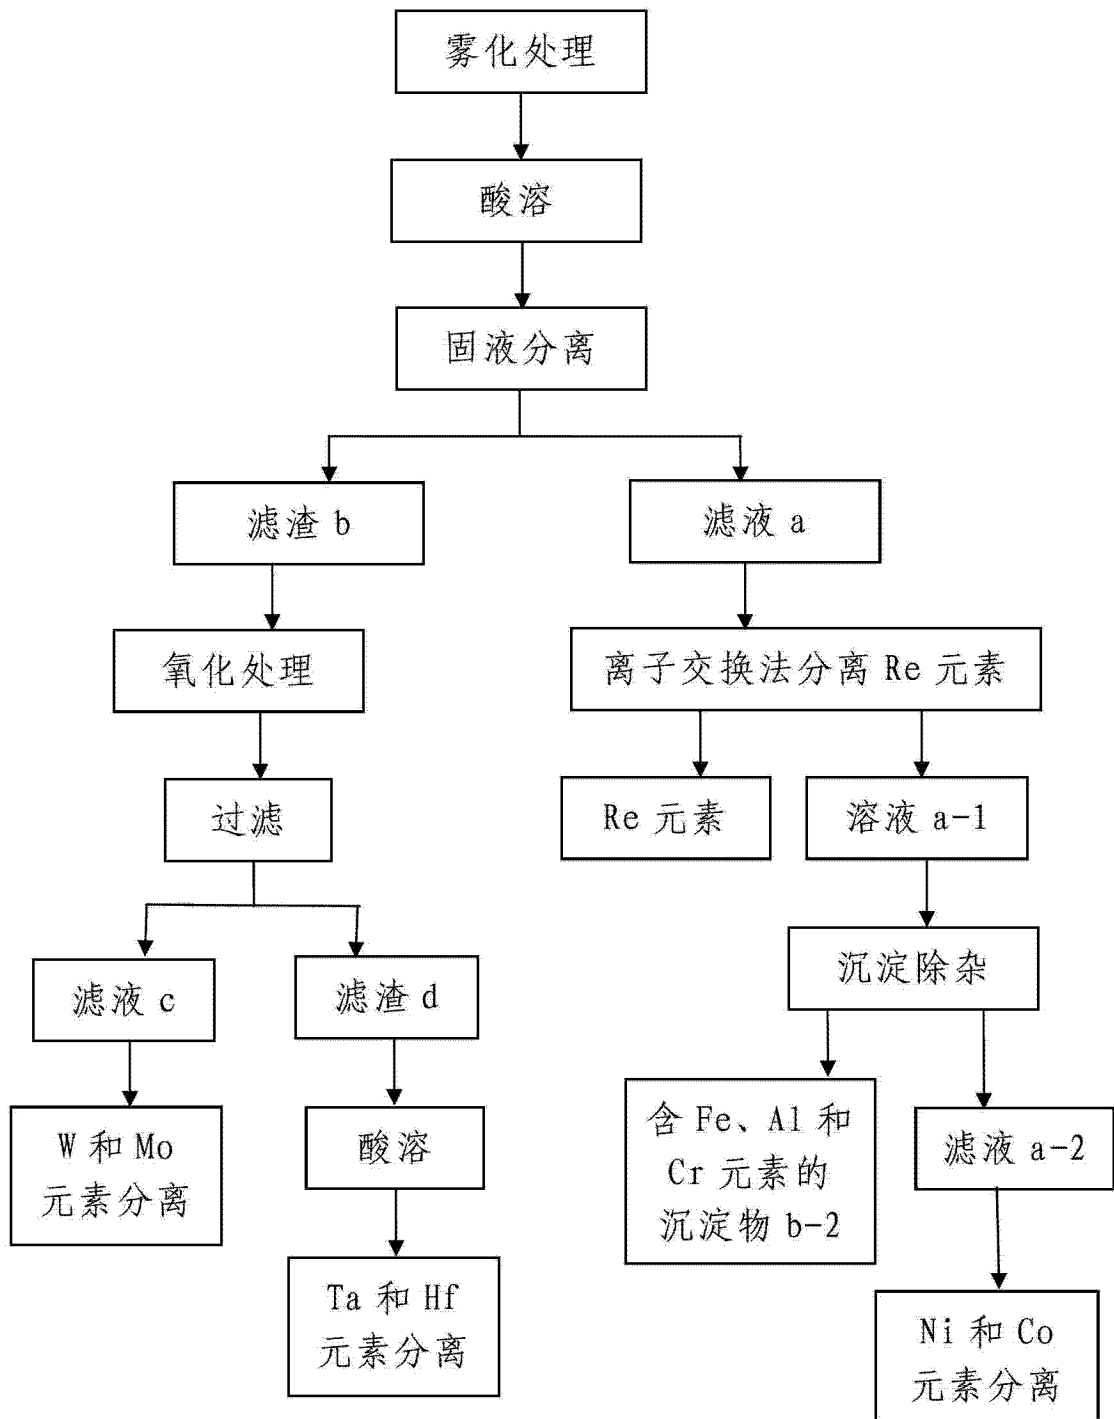 雾化处理
酸溶
固液分离
滤渣 b
滤液 a
氧化处理
离子交换法分离 Re 元素
过滤
Re 元素
溶液 a-1
滤液 c
滤渣 d
沉淀除杂
W 和 Mo
元素分离
酸溶
含 Fe、Al 和
Cr 元素的
沉淀物 b-2
滤液 a-2
Ta 和 Hf
元素分离
Ni 和 Co
元素分离